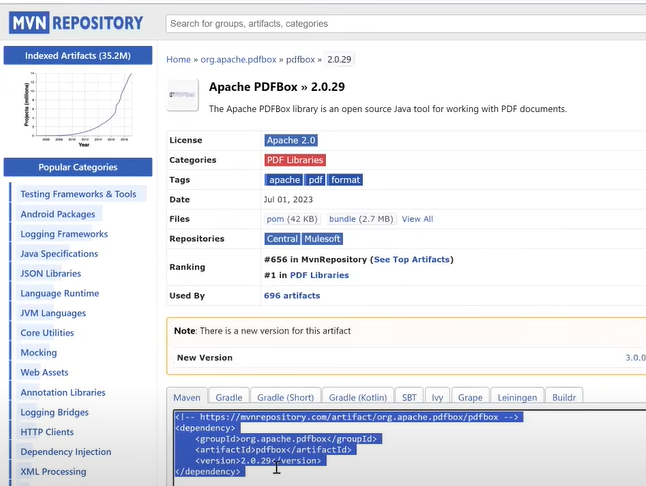 MVN REPOSITORY
Search for groups, artifacts, categories
Indexed Artifacts (35.2M)
Projects (millions)
Year
Popular Categories
Testing Frameworks & Tools
Android Packages
Logging Frameworks
Java Specifications
JSON Libraries
Language Runtime
JVM Languages
Core Utilities
Mocking
Web Assets
Annotation Libraries
Logging Bridges
HTTP Clients
Dependency Injection
XML Processing
Home » org.apache.pdfbox » pdfbox » 2.0.29
Apache PDFBox » 2.0.29
The Apache PDFBox library is an open source Java tool for working with PDF documents.
License Apache 2.0
Categories PDF Libraries
Tags apache pdf format
Date Jul 01, 2023
Files pom (42 KB) bundle (2.7 MB) View All
Repositories Central Mulesoft
Ranking #656 in MvnRepository (See Top Artifacts)
#1 in PDF Libraries
Used By 696 artifacts
Note: There is a new version for this artifact
New Version 3.0.0
Maven Gradle Gradle (Short) Gradle (Kotlin) SBT Ivy Grape Leiningen Buildr
<!-- https://mvnrepository.com/artifact/org.apache.pdfbox/pdfbox -->
<dependency>
<groupId>org.apache.pdfbox</groupId>
<artifactId>pdfbox</artifactId>
<version>2.0.29</version>
</dependency>